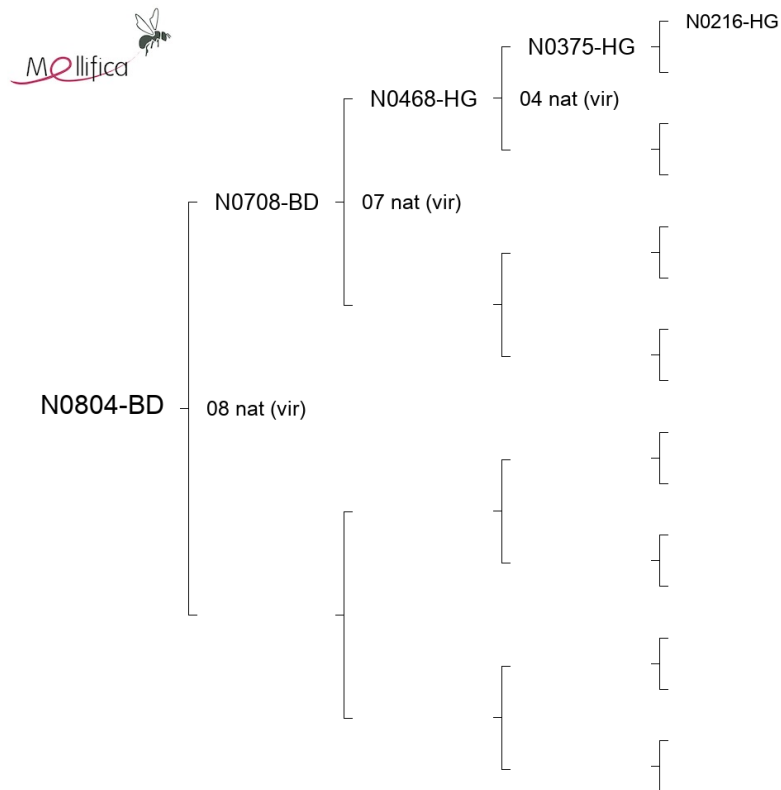 Mellifica
N0216-HG
N0375-HG
N0468-HG
04 nat (vir)
N0708-BD
07 nat (vir)
N0804-BD
08 nat (vir)